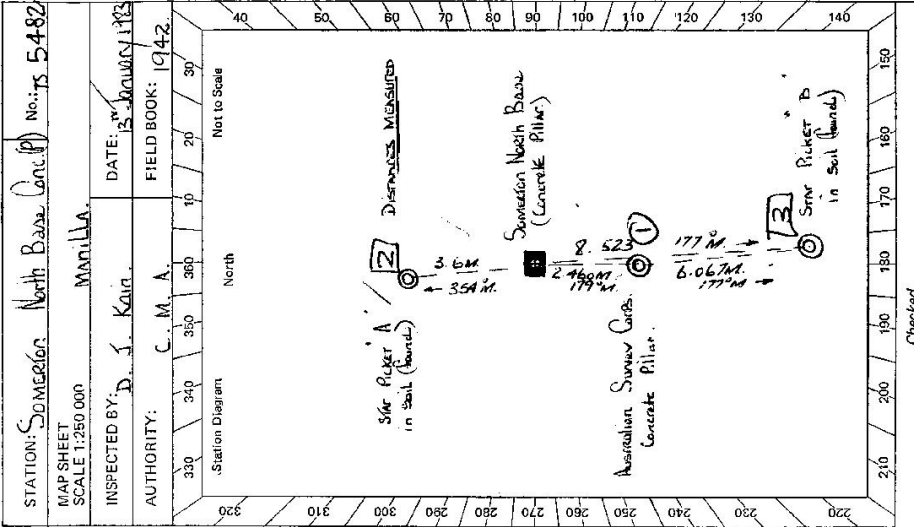 STATION: SOMERTON North Base Conc (P) No.: TS 5482
MAP SHEET
SCALE 1:250 000
MANILLA.
INSPECTED BY: D. J. Kain.
DATE: 13th January 1983
AUTHORITY: C. M. A.
FIELD BOOK: 1942
330 340 350 360 10 20 30
Station Diagram
North
Not to Scale
40 50 60 70 80 90 100 110 120 130 140
320 310 300 290 280 270 260 250 240 230 220
2
DISTANCES MEASURED
STAR PICKET A
in Soil (found)
3.6M.
354°M.
SOMERTON NORTH BASE
(Concrete Pillar.)
8.523
177°M
2.460M
179°M.
1
Australian Survey Corps.
Concrete Pillar.
6.067M.
177°M
3
STAR PICKET B
in Soil (found)
210 200 190 180 170 160 150
Checked